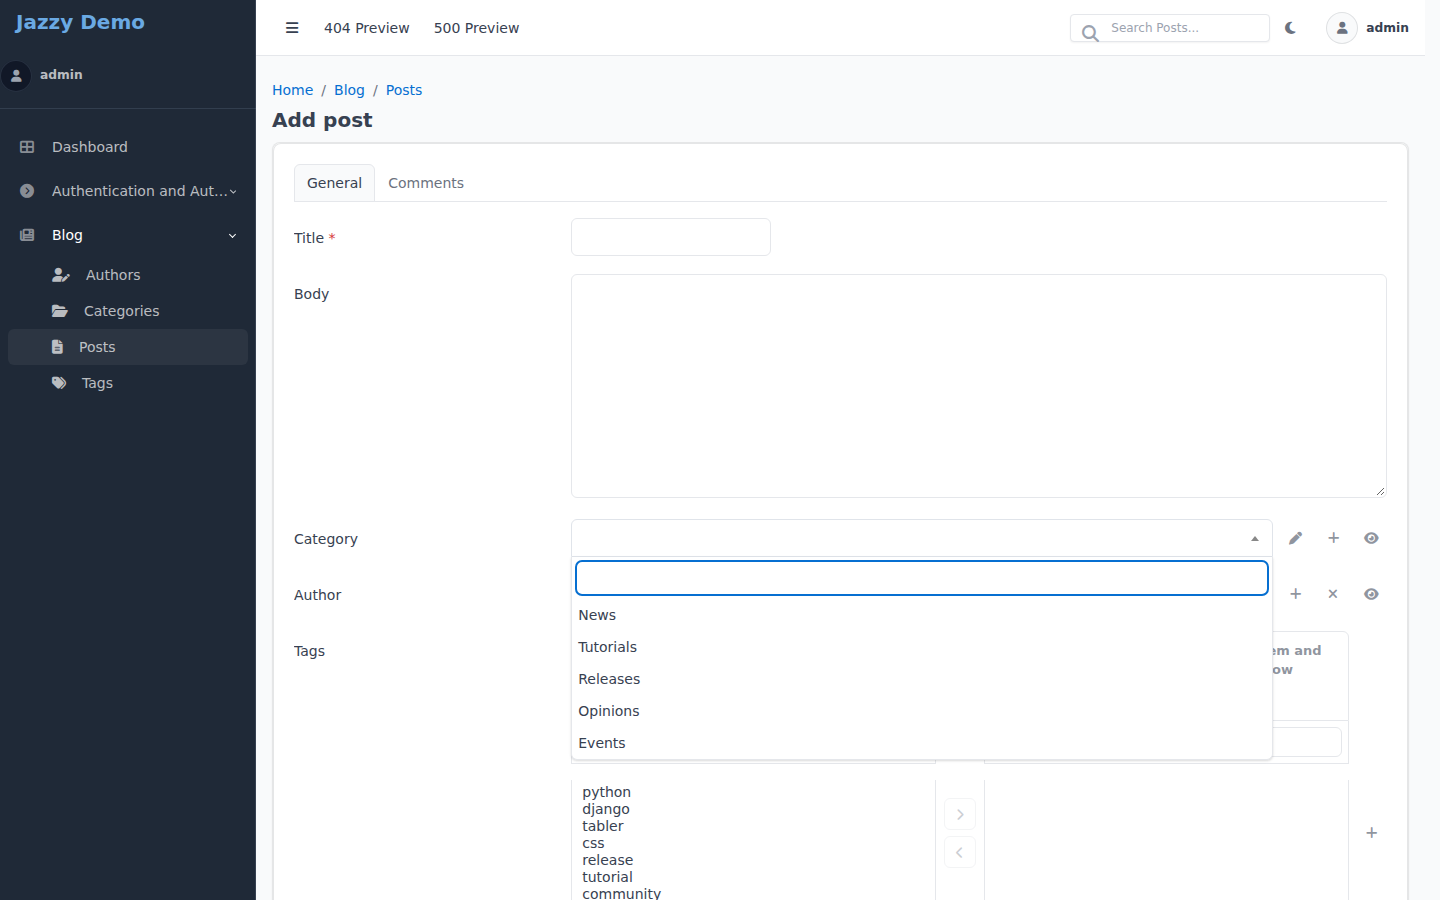 Jazzy Demo
admin
Dashboard
Authentication and Aut...
Blog
Authors
Categories
Posts
Tags
404 Preview
500 Preview
Search Posts...
admin
Home / Blog / Posts
Add post
General
Comments
Title *
Body
Category
News
Tutorials
Releases
Opinions
Events
Author
Tags
and
python
django
tabler
css
release
tutorial
community